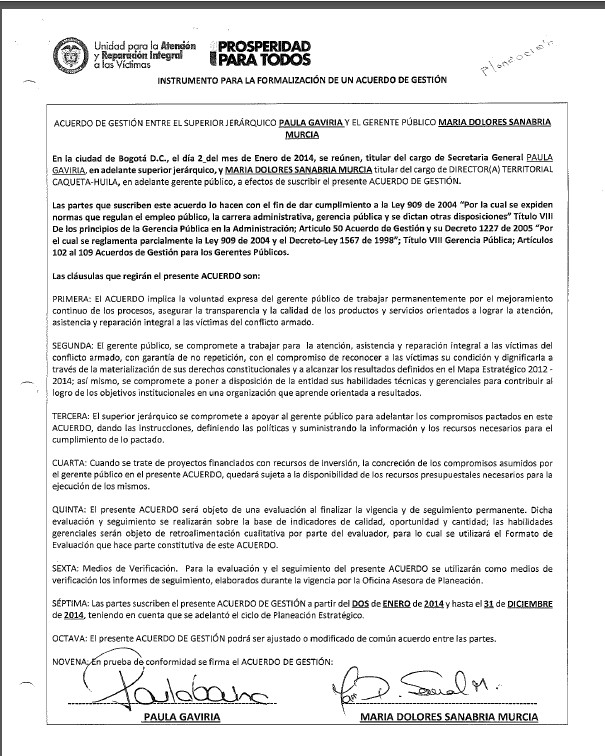 Unidad para la Atención
y Reparación Integral
a las Víctimas
PROSPERIDAD
PARA TODOS
Planeación
INSTRUMENTO PARA LA FORMALIZACIÓN DE UN ACUERDO DE GESTIÓN
ACUERDO DE GESTIÓN ENTRE EL SUPERIOR JERÁRQUICO PAULA GAVIRIA Y EL GERENTE PÚBLICO MARIA DOLORES SANABRIA
MURCIA
En la ciudad de Bogotá D.C., el día 2 del mes de Enero de 2014, se reúnen, titular del cargo de Secretaria General PAULA
GAVIRIA, en adelante superior jerárquico, y MARIA DOLORES SANABRIA MURCIA titular del cargo de DIRECTOR(A) TERRITORIAL
CAQUETA-HUILA, en adelante gerente público, a efectos de suscribir el presente ACUERDO DE GESTIÓN.
Las partes que suscriben este acuerdo lo hacen con el fin de dar cumplimiento a la Ley 909 de 2004 "Por la cual se expiden
normas que regulan el empleo público, la carrera administrativa, gerencia pública y se dictan otras disposiciones" Título VIII
De los principios de la Gerencia Pública en la Administración; Articulo 50 Acuerdo de Gestión y su Decreto 1227 de 2005 "Por
el cual se reglamenta parcialmente la Ley 909 de 2004 y el Decreto-Ley 1567 de 1998"; Título VIII Gerencia Pública; Artículos
102 al 109 Acuerdos de Gestión para los Gerentes Públicos.
Las cláusulas que regirán el presente ACUERDO son:
PRIMERA: El ACUERDO implica la voluntad expresa del gerente público de trabajar permanentemente por el mejoramiento
continuo de los procesos, asegurar la transparencia y la calidad de los productos y servicios orientados a lograr la atención,
asistencia y reparación integral a las víctimas del conflicto armado.
SEGUNDA: El gerente público, se compromete a trabajar para la atención, asistencia y reparación integral a las víctimas del
conflicto armado, con garantía de no repetición, con el compromiso de reconocer a las víctimas su condición y dignificarla a
través de la materialización de sus derechos constitucionales y a alcanzar los resultados definidos en el Mapa Estratégico 2012 -
2014; así mismo, se compromete a poner a disposición de la entidad sus habilidades técnicas y gerenciales para contribuir al
logro de los objetivos institucionales en una organización que aprende orientada a resultados.
TERCERA: El superior jerárquico se compromete a apoyar al gerente público para adelantar los compromisos pactados en este
ACUERDO, dando las instrucciones, definiendo las políticas y suministrando la información y los recursos necesarios para el
cumplimiento de lo pactado.
CUARTA: Cuando se trate de proyectos financiados con recursos de inversión, la concreción de los compromisos asumidos por
el gerente público en el presente ACUERDO, quedará sujeta a la disponibilidad de los recursos presupuestales necesarios para la
ejecución de los mismos.
QUINTA: El presente ACUERDO será objeto de una evaluación al finalizar la vigencia y de seguimiento permanente. Dicha
evaluación y seguimiento se realizarán sobre la base de indicadores de calidad, oportunidad y cantidad; las habilidades
gerenciales serán objeto de retroalimentación cualitativa por parte del evaluador, para lo cual se utilizará el Formato de
Evaluación que hace parte constitutiva de este ACUERDO.
SEXTA: Medios de Verificación. Para la evaluación y el seguimiento del presente ACUERDO se utilizarán como medios de
verificación los informes de seguimiento, elaborados durante la vigencia por la Oficina Asesora de Planeación.
SÉPTIMA: Las partes suscriben el presente ACUERDO DE GESTIÓN a partir del DOS de ENERO de 2014 y hasta el 31 de DICIEMBRE
de 2014, teniendo en cuenta que se adelantó el ciclo de Planeación Estratégico.
OCTAVA: El presente ACUERDO DE GESTIÓN podrá ser ajustado o modificado de común acuerdo entre las partes.
NOVENA: En prueba de conformidad se firma el ACUERDO DE GESTIÓN:
PAULA GAVIRIA
MARIA DOLORES SANABRIA MURCIA